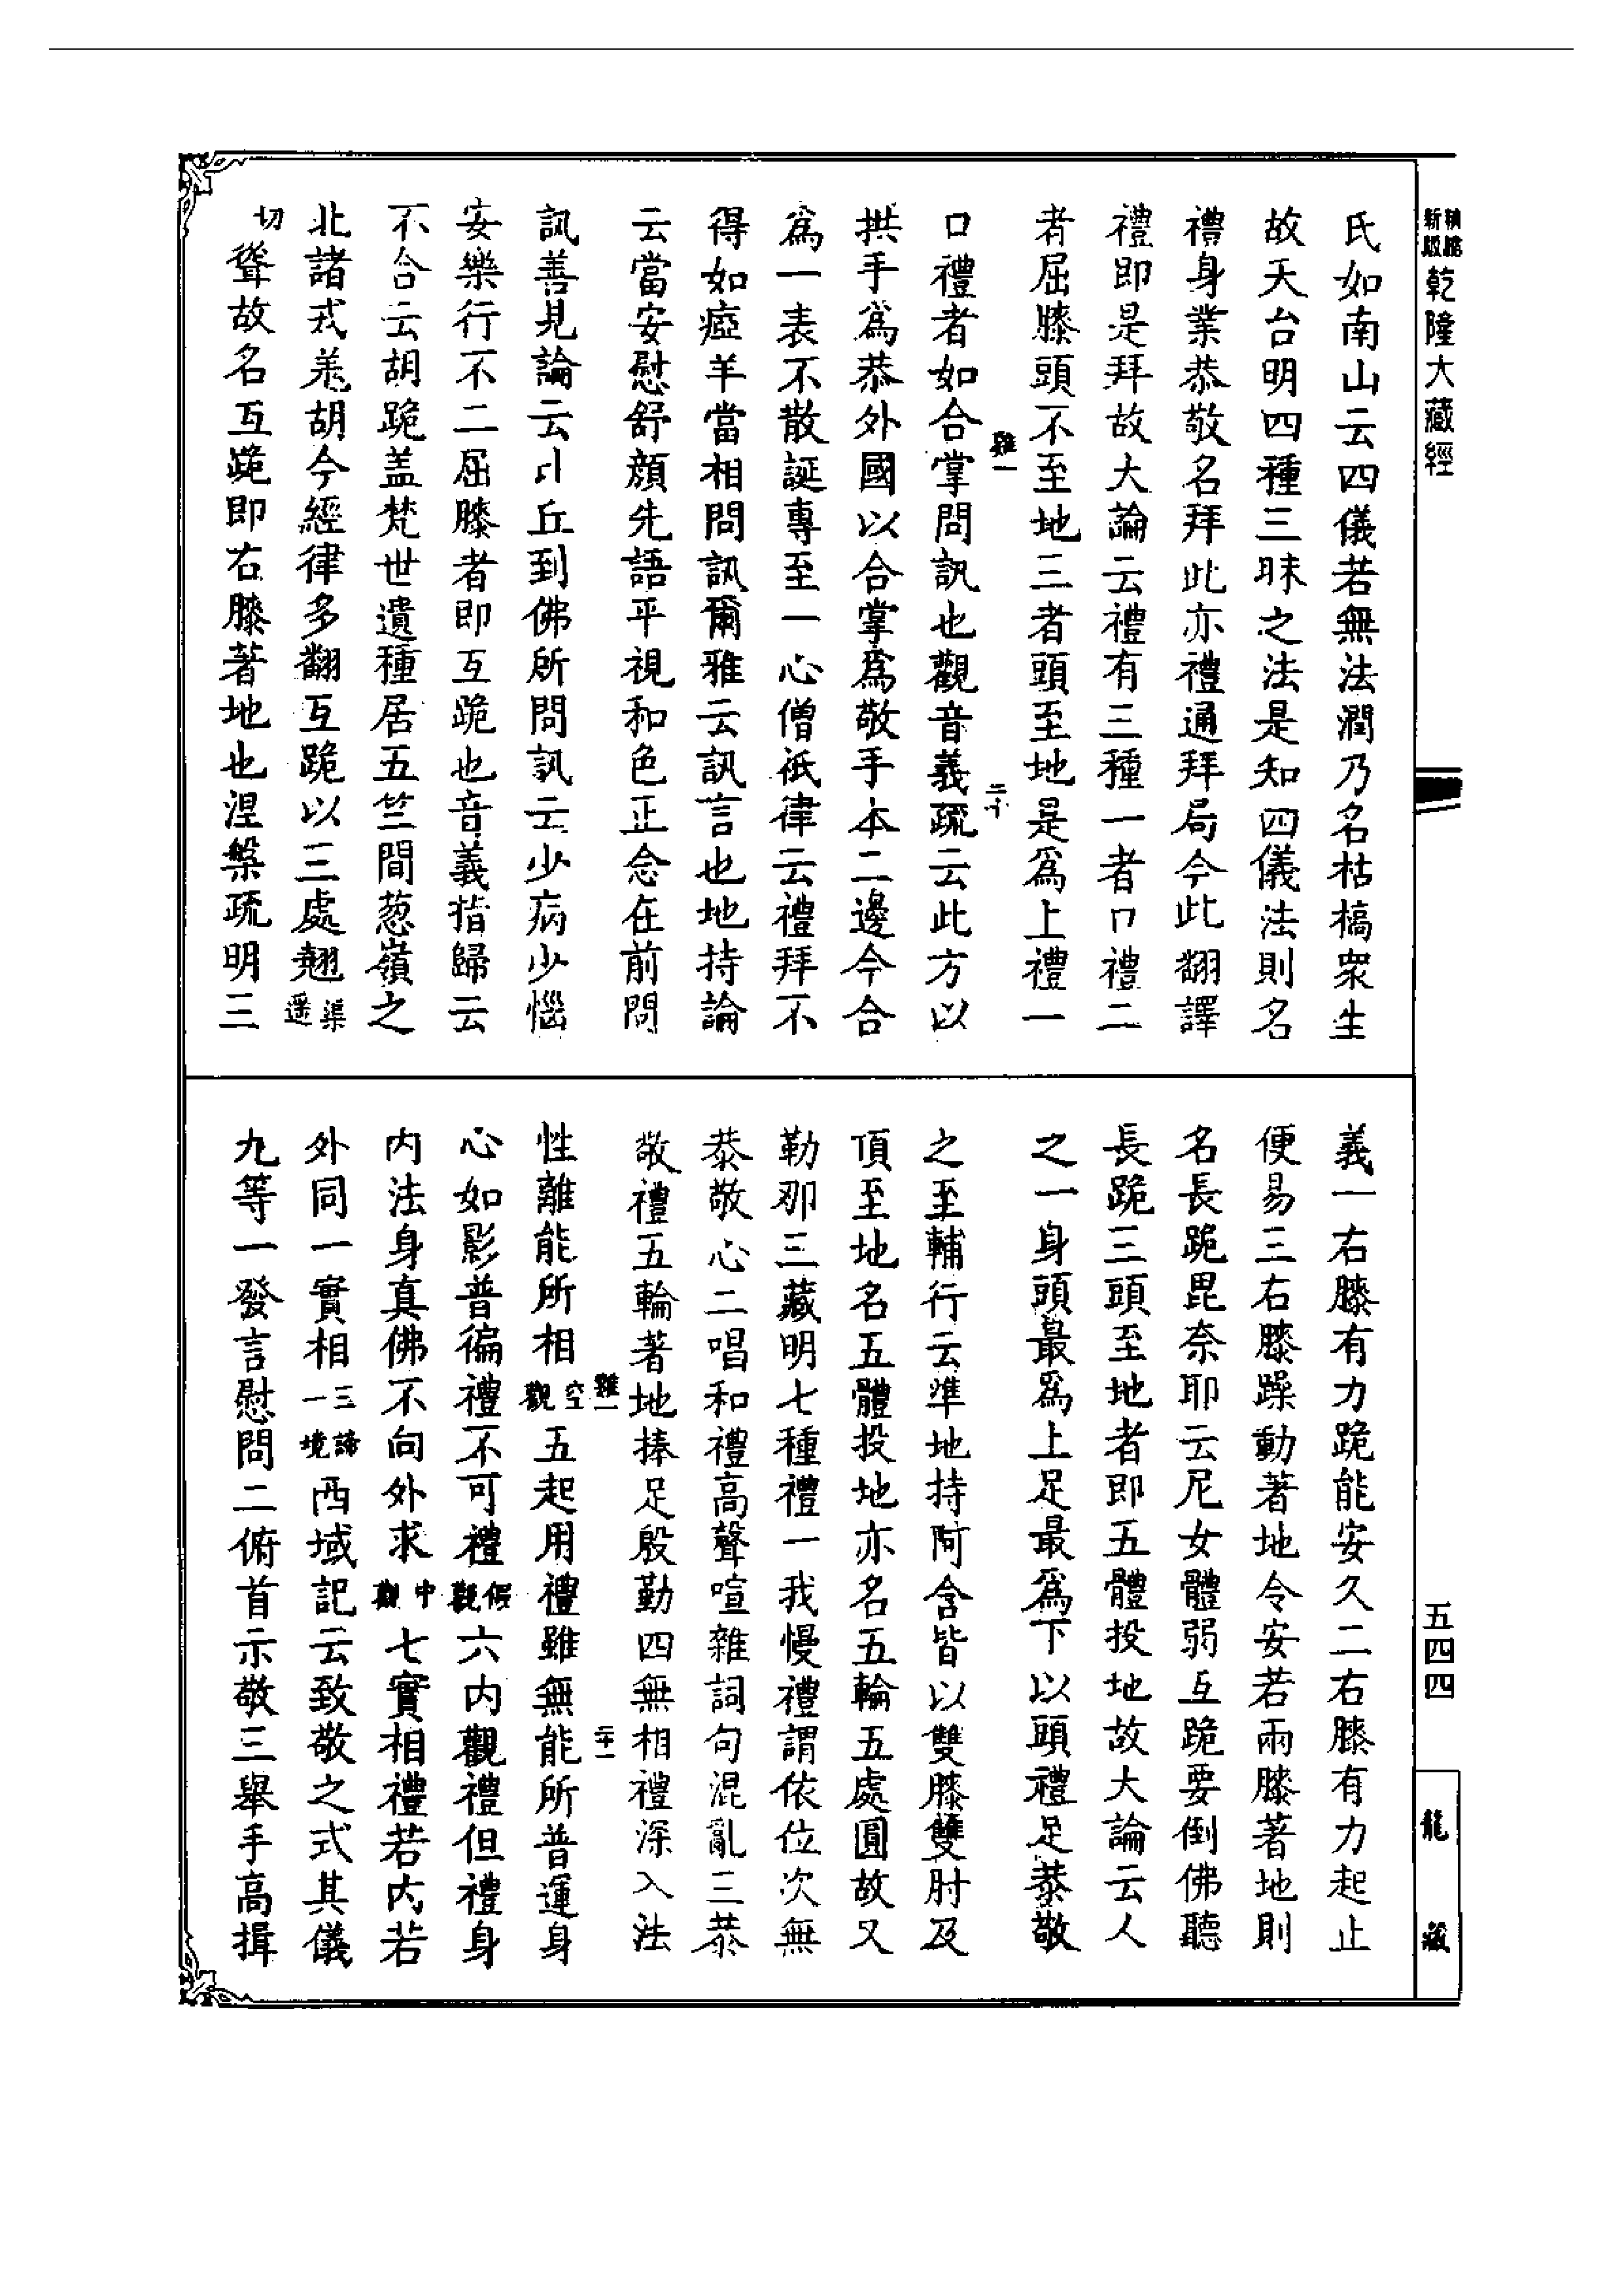 乾隆大藏經
氏如南山云四儀若無法潤乃名枯槁衆生
故天台明四種三昧之法是知四儀法則名
禮身業恭敬名拜此亦禮通拜局今此翻譯
禮即是拜故大論云禮有三種一者口禮二
者屈膝頭不至地三者頭至地是爲上禮一
口禮者如合掌問訊也觀音義疏云此方以
拱手爲恭外國以合掌爲敬手本二邊今合
爲一表不散誕專至一心僧祇律云禮拜不
得如瘂羊當相問訊爾雅云訊言也地持論
云當安慰舒顔先語平視和色正念在前問
訊善見論云比丘到佛所問訊云少病少惱
安樂行不二屈膝者即互跪也音義指歸云
不合云胡跪盖梵世遺種居五竺間葱嶺之
北諸戎羌胡今經律多翻互跪以三處翹渠遥
切聳故名互跪即右膝著地也涅槃疏明三
義一右膝有力跪能安久二右膝有力起止
便易三右膝躁動著地令安若兩膝著地則
名長跪毘奈耶云尼女體弱互跪要倒佛聽
長跪三頭至地者即五體投地故大論云人
之一身頭最爲上足最爲下以頭禮足恭敬
之至輔行云準地持阿含皆以雙膝雙肘及
頂至地名五體投地亦名五輪五處圓故又
勒那三藏明七種禮一我慢禮謂依位次無
恭敬心二唱和禮高聲喧雜詞句混亂三恭
敬禮五輪著地捧足殷勤四無相禮深入法
性離能所相空觀五起用禮雖無能所普運身
心如影普徧禮不可禮假觀六内觀禮但禮身
内法身真佛不向外求中觀七實相禮若内若
外同一實相三諦一境西域記云致敬之式其儀
九等一發言慰問二俯首示敬三舉手高揖
五四四
龍藏